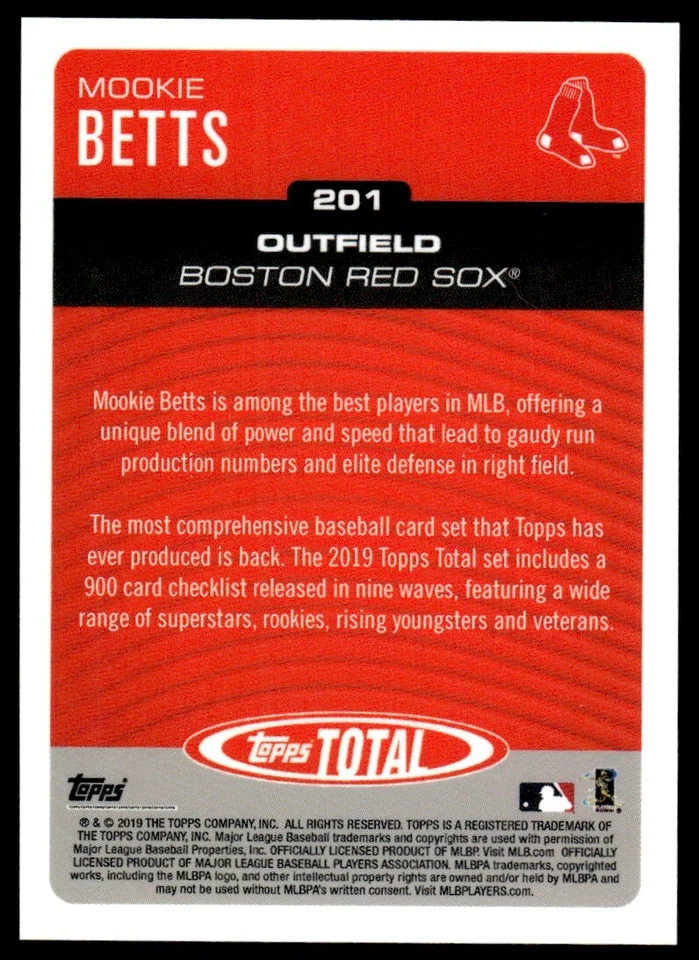 MOOKIE
BETTS
201
OUTFIELD
BOSTON RED SOX®
Mookie Betts is among the best players in MLB, offering a
unique blend of power and speed that lead to gaudy run
production numbers and elite defense in right field.
The most comprehensive baseball card set that Topps has
ever produced is back. The 2019 Topps Total set includes a
900 card checklist released in nine waves, featuring a wide
range of superstars, rookies, rising youngsters and veterans.
topps TOTAL
topps
® & © 2019 THE TOPPS COMPANY, INC. ALL RIGHTS RESERVED. TOPPS IS A REGISTERED TRADEMARK OF
THE TOPPS COMPANY, INC. Major League Baseball trademarks and copyrights are used with permission of
Major League Baseball Properties, Inc. OFFICIALLY LICENSED PRODUCT OF MLBP Visit MLB.com OFFICIALLY
LICENSED PRODUCT OF MAJOR LEAGUE BASEBALL PLAYERS ASSOCIATION. MLBPA trademarks, copyrighted
works, including the MLBPA logo, and other intellectual property rights are owned and/or held by MLBPA and
may not be used without MLBPA's written consent. Visit MLBPLAYERS.com.